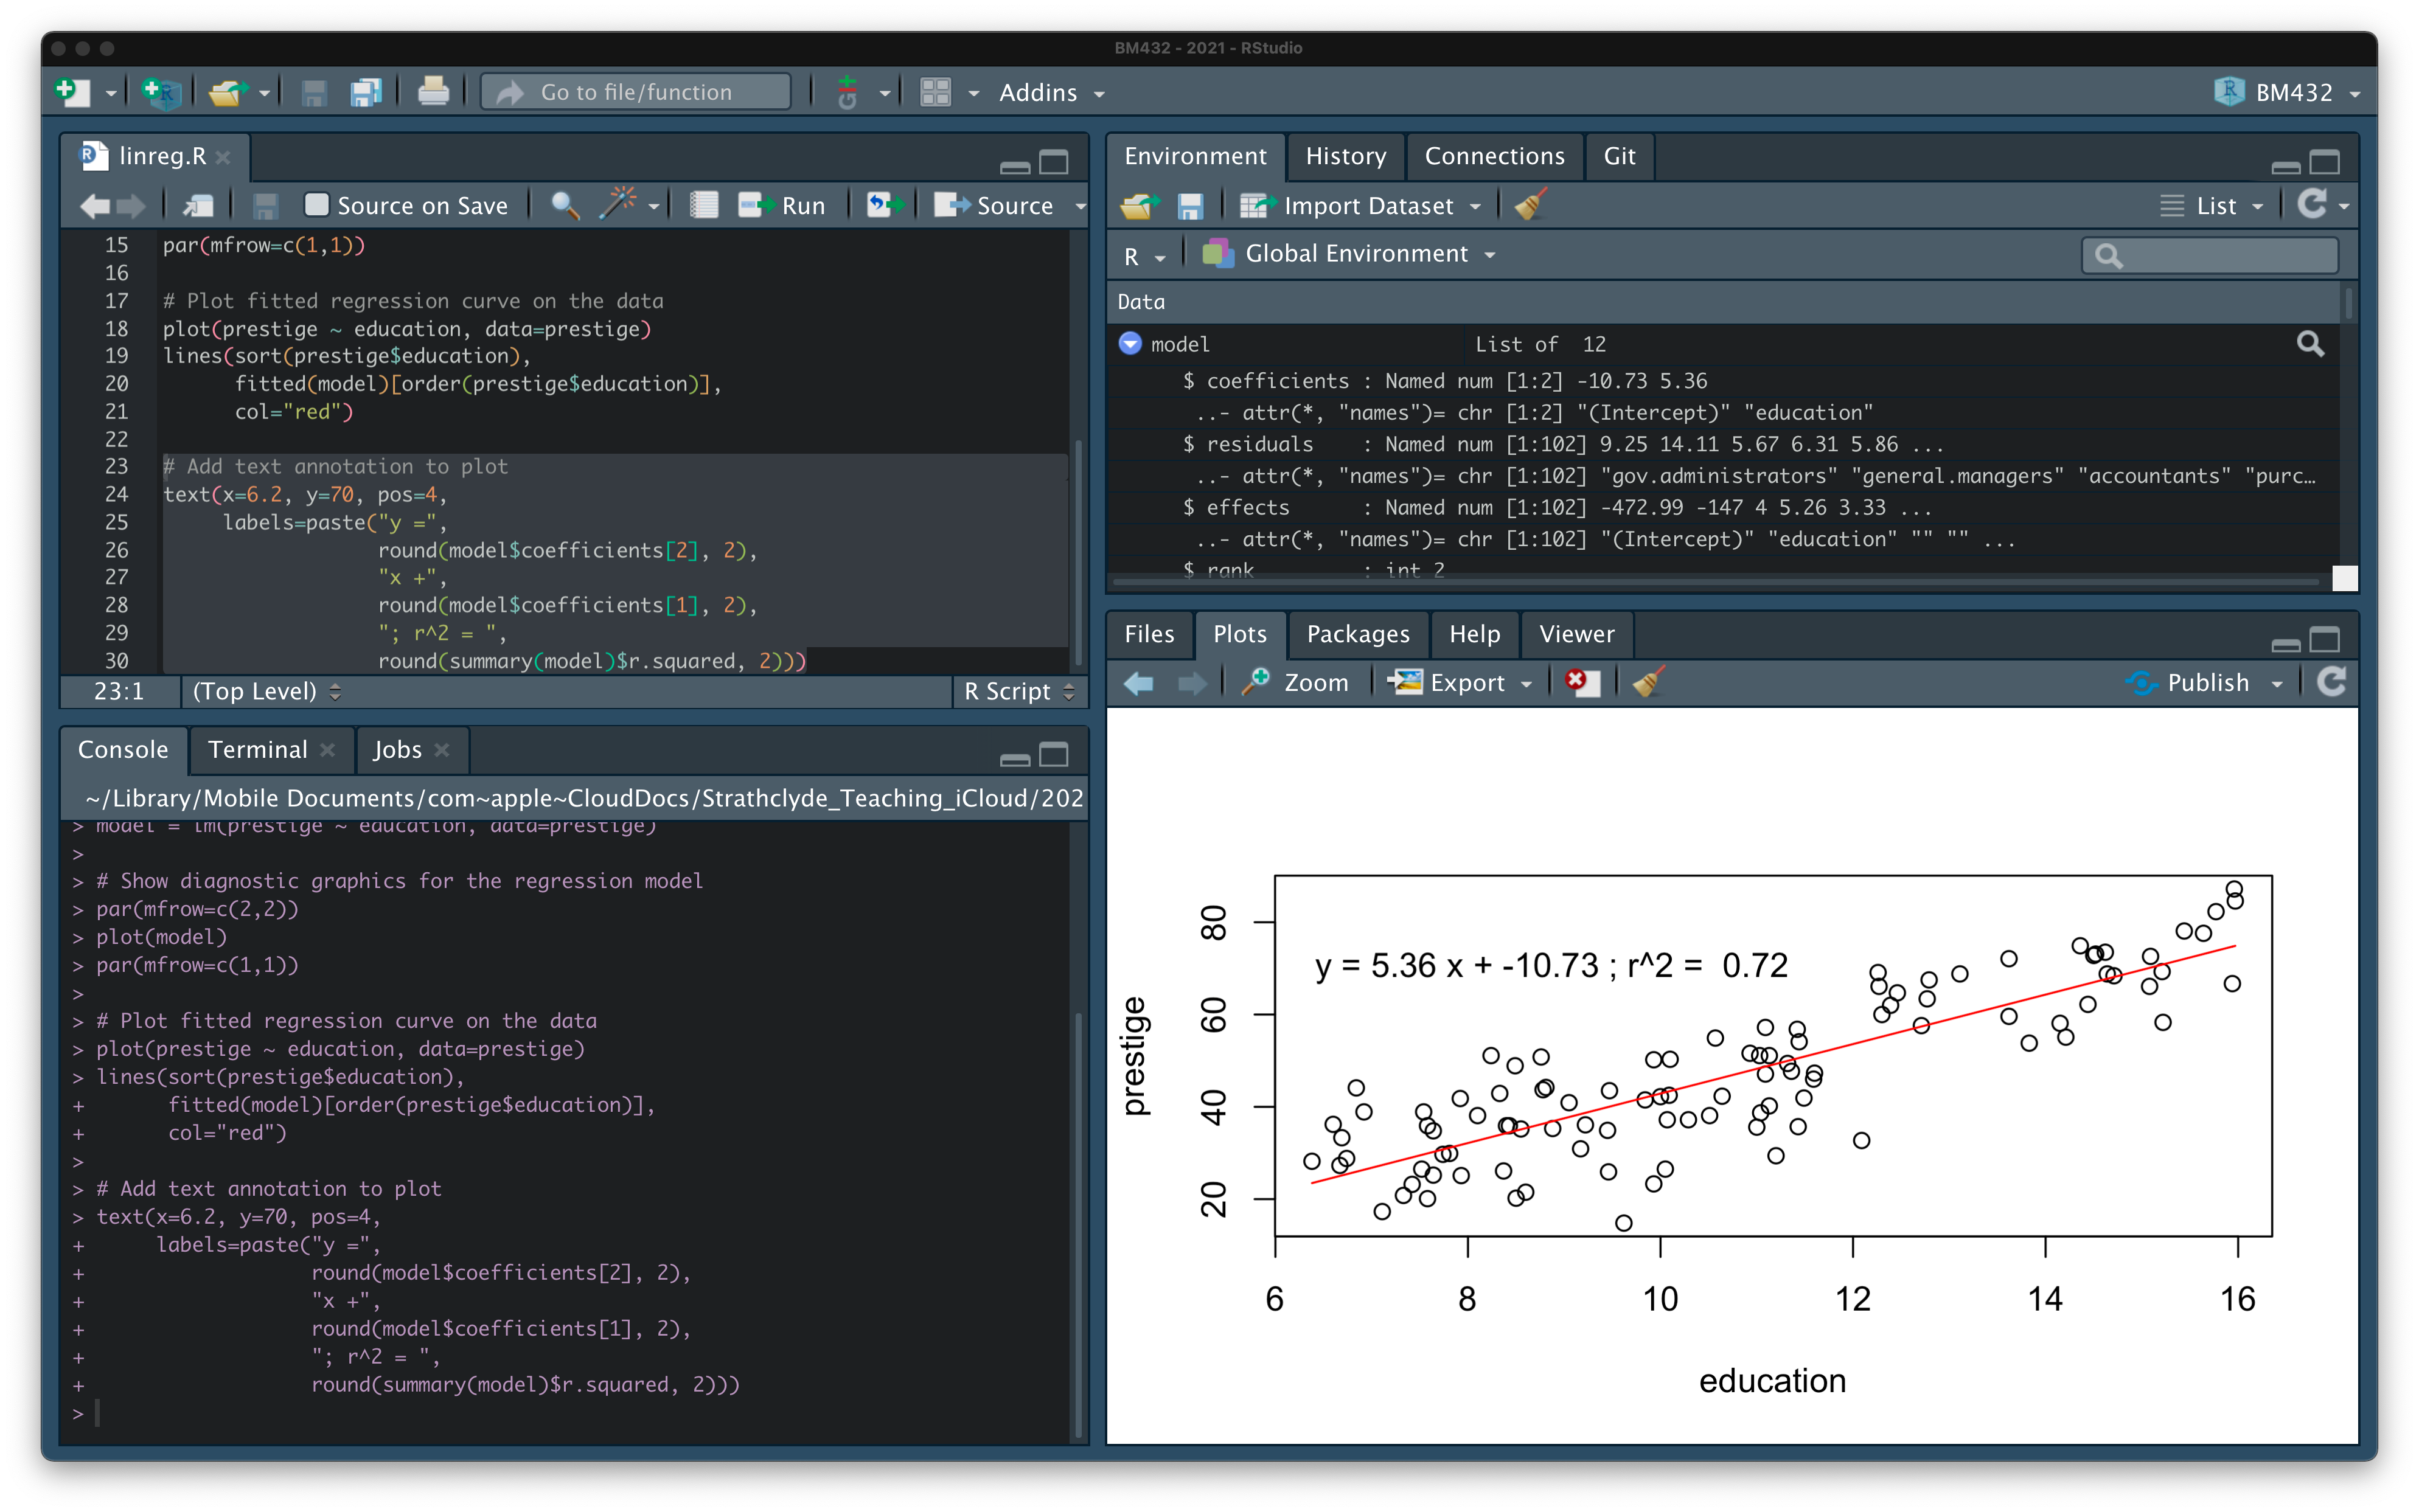 BM432 - 2021 - RStudio
Go to file/function
Addins
BM432
linreg.R
Source on Save
Run
Source
15 par(mfrow=c(1,1))
16
17 # Plot fitted regression curve on the data
18 plot(prestige ~ education, data=prestige)
19 lines(sort(prestige$education),
20 fitted(model)[order(prestige$education)],
21 col="red")
22
23 # Add text annotation to plot
24 text(x=6.2, y=70, pos=4,
25 labels=paste("y =",
26 round(model$coefficients[2], 2),
27 "x +",
28 round(model$coefficients[1], 2),
29 "; r^2 = ",
30 round(summary(model)$r.squared, 2)))
23:1 (Top Level) R Script
Console Terminal Jobs
~/Library/Mobile Documents/com~apple~CloudDocs/Strathclyde_Teaching_iCloud/202
> model = lm(prestige ~ education, data=prestige)
>
> # Show diagnostic graphics for the regression model
> par(mfrow=c(2,2))
> plot(model)
> par(mfrow=c(1,1))
>
> # Plot fitted regression curve on the data
> plot(prestige ~ education, data=prestige)
> lines(sort(prestige$education),
+ fitted(model)[order(prestige$education)],
+ col="red")
>
> # Add text annotation to plot
> text(x=6.2, y=70, pos=4,
+ labels=paste("y =",
+ round(model$coefficients[2], 2),
+ "x +",
+ round(model$coefficients[1], 2),
+ "; r^2 = ",
+ round(summary(model)$r.squared, 2)))
>
Environment History Connections Git
Import Dataset
List
R Global Environment
Data
model List of 12
$ coefficients : Named num [1:2] -10.73 5.36
..- attr(*, "names")= chr [1:2] "(Intercept)" "education"
$ residuals : Named num [1:102] 9.25 14.11 5.67 6.31 5.86 ...
..- attr(*, "names")= chr [1:102] "gov.administrators" "general.managers" "accountants" "purc…
$ effects : Named num [1:102] -472.99 -147 4 5.26 3.33 ...
..- attr(*, "names")= chr [1:102] "(Intercept)" "education" "" "" ...
$ rank : int 2
Files Plots Packages Help Viewer
Zoom
Export
Publish
y = 5.36 x + -10.73 ; r^2 = 0.72
prestige
80
60
40
20
6 8 10 12 14 16
education